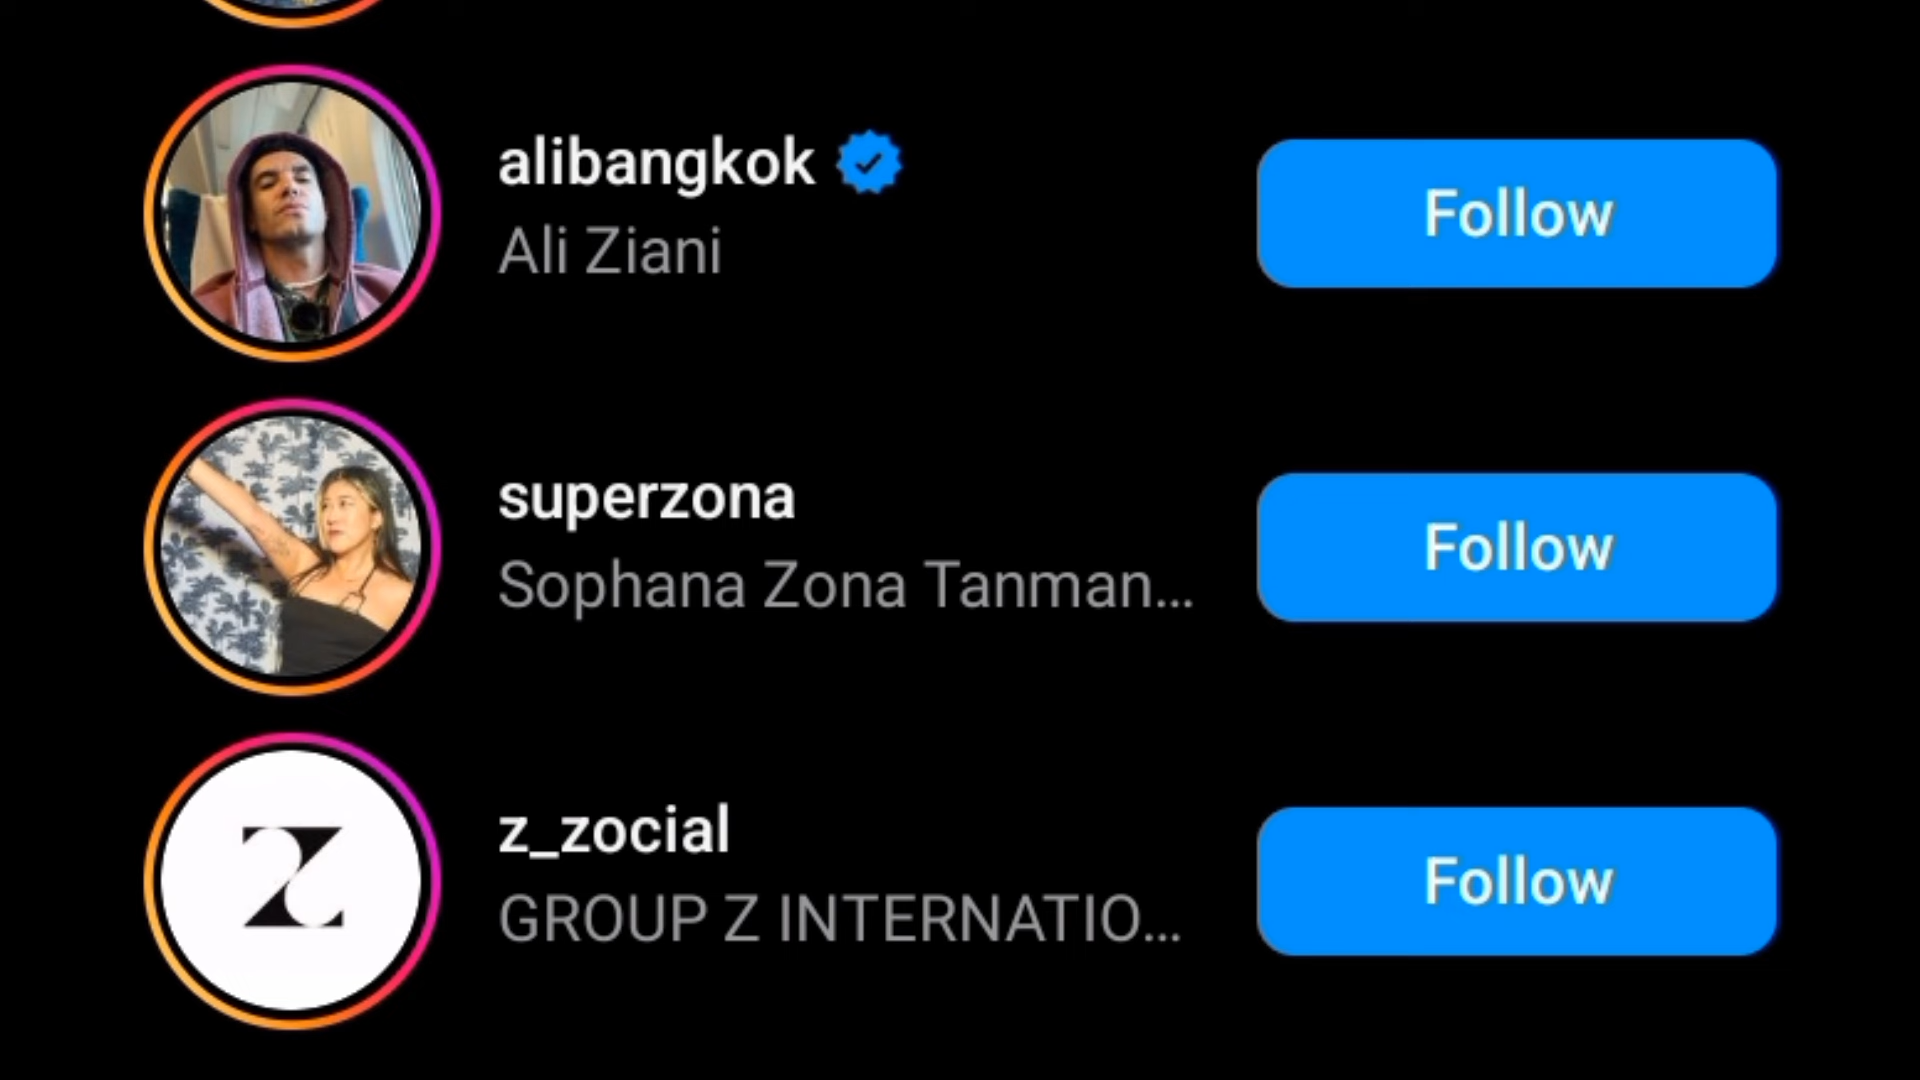 alibangkok
Ali Ziani
Follow
superzona
Sophana Zona Tanman...
Follow
Z
z_zocial
GROUP Z INTERNATIO...
Follow